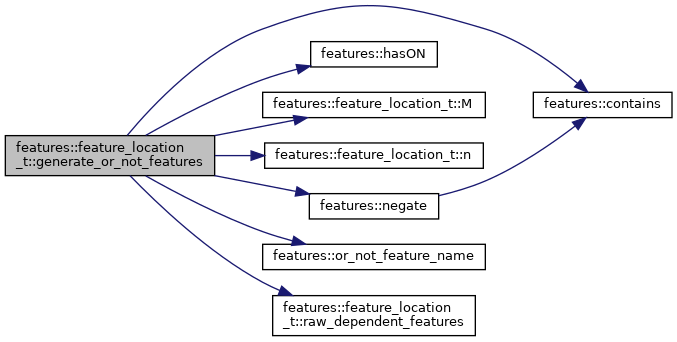 features::feature_location
_t::generate_or_not_features
features::hasON
features::feature_location_t::M
features::feature_location_t::n
features::negate
features::or_not_feature_name
features::feature_location
_t::raw_dependent_features
features::contains